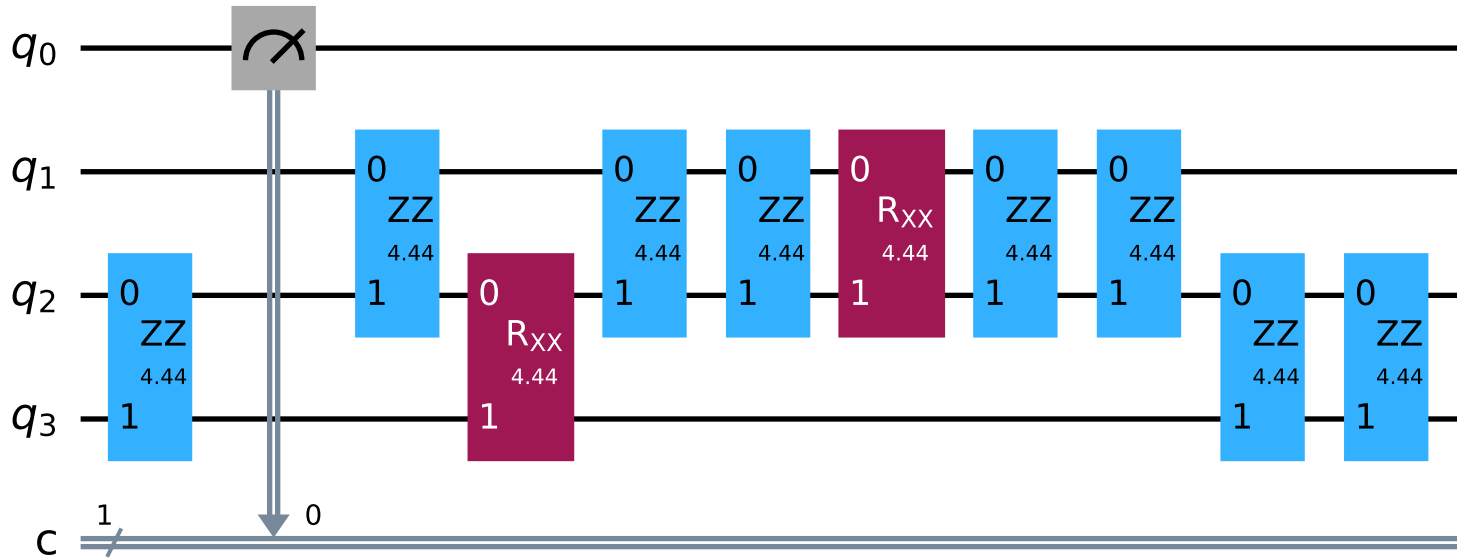 q0
q1 0 0 0 0 0 0
ZZ ZZ ZZ RXX ZZ ZZ
4.44 4.44 4.44 4.44 4.44 4.44
q2 0 1 0 1 1 1 1 1 0 0
ZZ RXX ZZ ZZ
4.44 4.44 4.44 4.44
q3 1 1 1 1
1 0
c